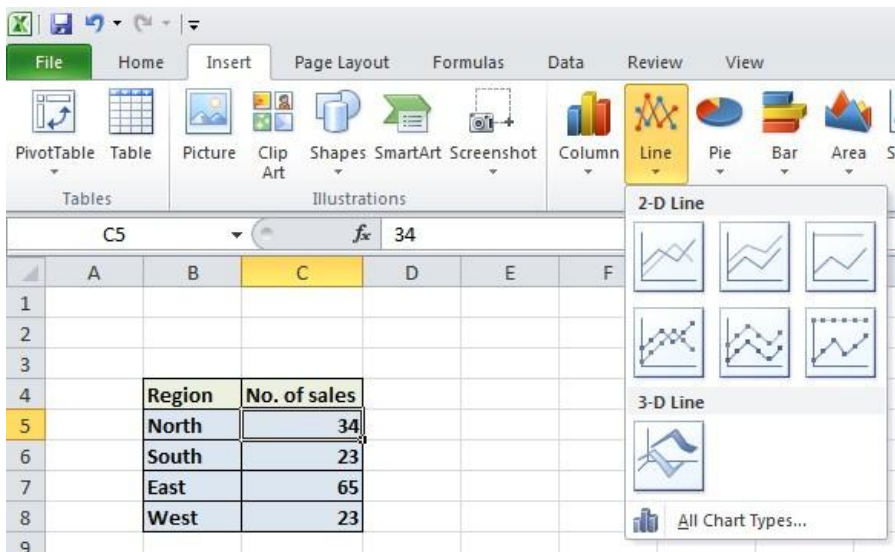 File Home Insert Page Layout Formulas Data Review View
PivotTable Table Picture Clip Art Shapes SmartArt Screenshot Column Line Pie Bar Area S
Tables Illustrations
2-D Line
C5 fx 34
A B C D E F
1
2
3
4 Region No. of sales
3-D Line
5 North 34
6 South 23
7 East 65
8 West 23
All Chart Types...
9